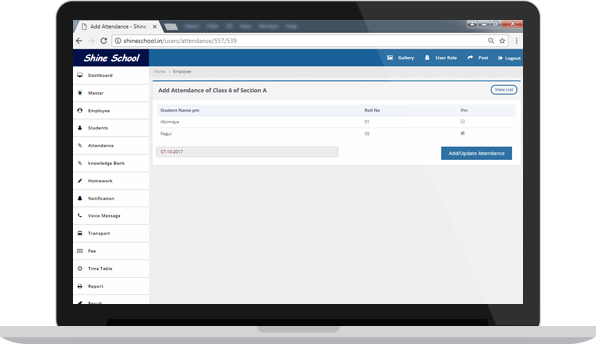 Add Attendance - Shine
shineschool.in/users/attendance/557/539
Shine School
Gallery
User Role
Post
Logout
Dashboard
Master
Employee
Students
Attendance
Knowledge Bank
Homework
Notification
Voice Message
Transport
Fee
Time Table
Report
Result
Home > Employee
Add Attendance of Class 6 of Section A
View List
Student Name pm Roll No Pm
Abinnaya 01
Ragul 05
07-10-2017
Add/Update Attendance